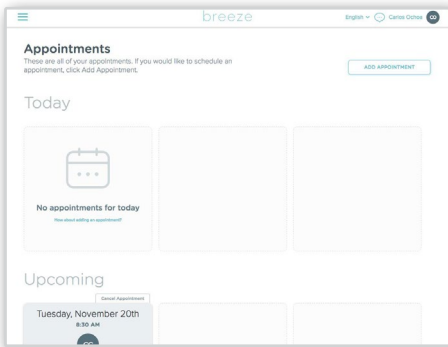 breeze
English
Carlos Ochoa
CO
Appointments
These are all of your appointments. If you would like to schedule an
appointment, click Add Appointment.
ADD APPOINTMENT
Today
No appointments for today
How about adding an appointment?
Upcoming
Cancel Appointment
Tuesday, November 20th
8:30 AM